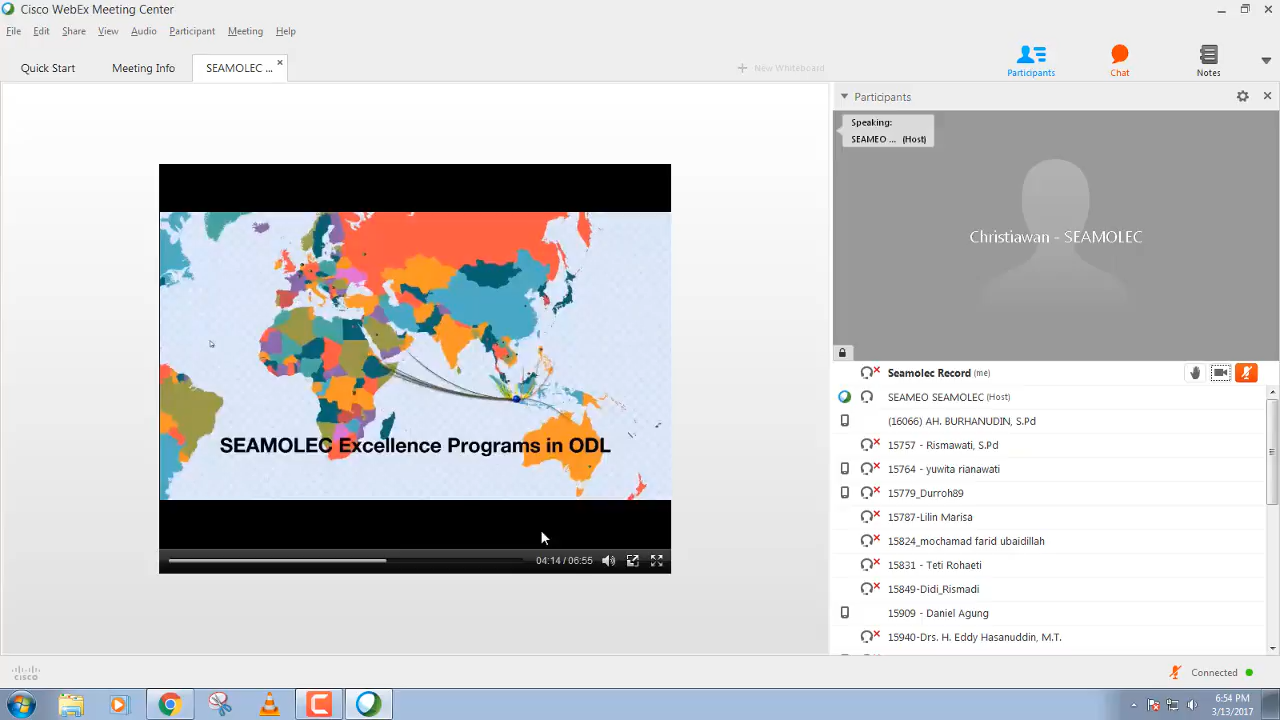 Cisco WebEx Meeting Center
File Edit Share View Audio Participant Meeting Help
Quick Start Meeting Info SEAMOLEC ... New Whiteboard
Participants Chat Notes
Participants
Speaking:
SEAMEO ... (Host)
Christiawan - SEAMOLEC
SEAMOLEC Excellence Programs in ODL
04:14 / 06:55
Seamolec Record (me)
SEAMEO SEAMOLEC (Host)
(16066) AH. BURHANUDIN, S.Pd
15757 - Rismawati, S.Pd
15764 - yuwita rianawati
15779_Durroh89
15787-Lilin Marisa
15824_mochamad farid ubaidillah
15831 - Teti Rohaeti
15849-Didi_Rismadi
15909 - Daniel Agung
15940-Drs. H. Eddy Hasanuddin, M.T.
cisco
Connected
6:54 PM
3/13/2017